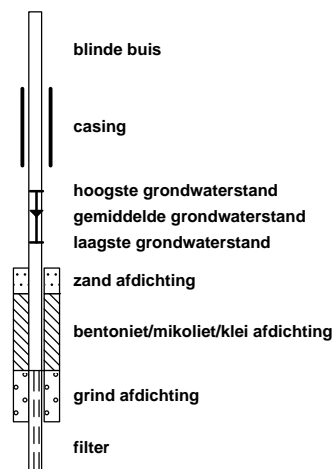 blinde buis
casing
hoogste grondwaterstand
gemiddelde grondwaterstand
laagste grondwaterstand
zand afdichting
bentoniet/mikoliet/klei afdichting
grind afdichting
filter